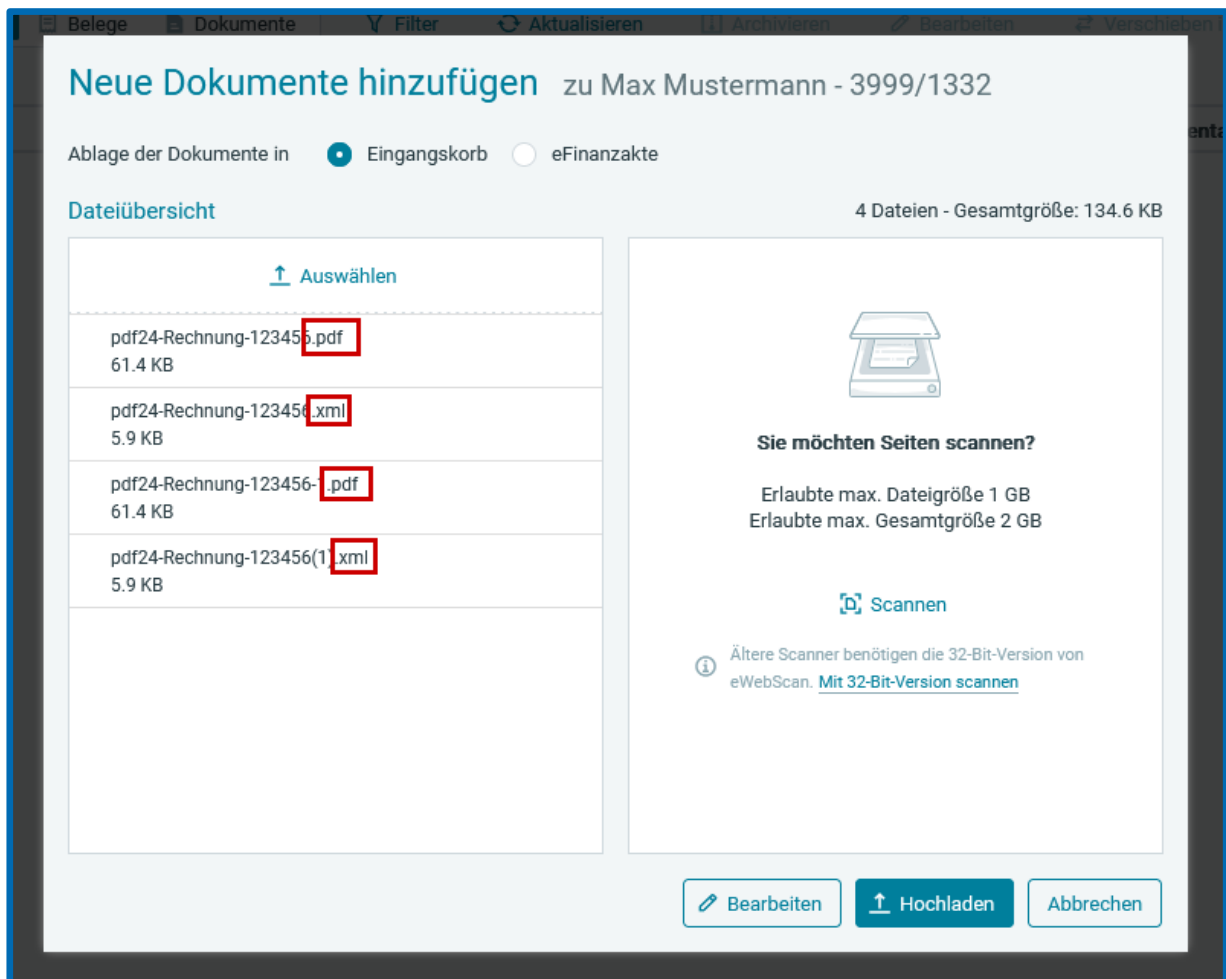 Belege Dokumente Filter Aktualisieren Archivieren Bearbeiten Verschieben
Neue Dokumente hinzufügen zu Max Mustermann - 3999/1332
Ablage der Dokumente in Eingangskorb eFinanzakte
Dateiübersicht
4 Dateien - Gesamtgröße: 134.6 KB
Auswählen
pdf24-Rechnung-123456.pdf
61.4 KB
pdf24-Rechnung-123456.xml
5.9 KB
pdf24-Rechnung-123456-1.pdf
61.4 KB
pdf24-Rechnung-123456(1).xml
5.9 KB
Sie möchten Seiten scannen?
Erlaubte max. Dateigröße 1 GB
Erlaubte max. Gesamtgröße 2 GB
Scannen
Ältere Scanner benötigen die 32-Bit-Version von
eWebScan. Mit 32-Bit-Version scannen
Bearbeiten Hochladen Abbrechen